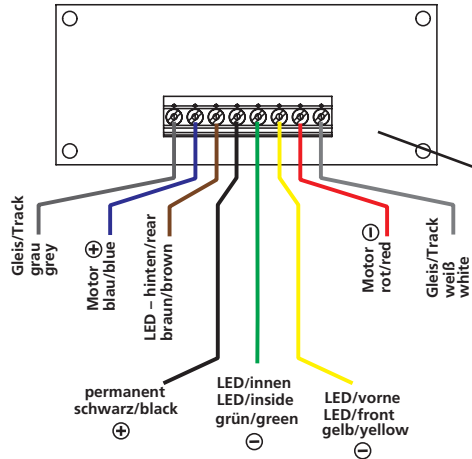 Gleis/Track
grau
grey
Motor ⊕
blau/blue
LED – hinten/rear
braun/brown
permanent
schwarz/black
⊕
LED/innen
LED/inside
grün/green
⊖
LED/vorne
LED/front
gelb/yellow
⊖
Motor ⊖
rot/red
Gleis/Track
weiß
white